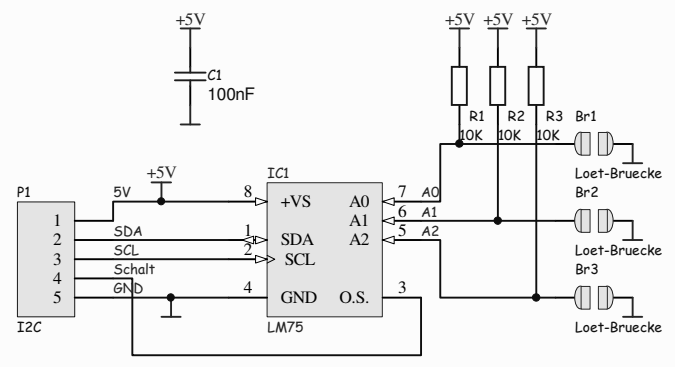 +5V
+5V +5V +5V
C1
100nF
R1 R2 R3
10K 10K 10K
Br1
Loet-Bruecke
Br2
Loet-Bruecke
Br3
Loet-Bruecke
+5V
P1
5V
1
SDA
2
SCL
3
Schalt
4
GND
5
I2C
IC1
8 +VS
1 SDA
2 SCL
4 GND
A0 7 A0
A1 6 A1
A2 5 A2
O.S. 3
LM75